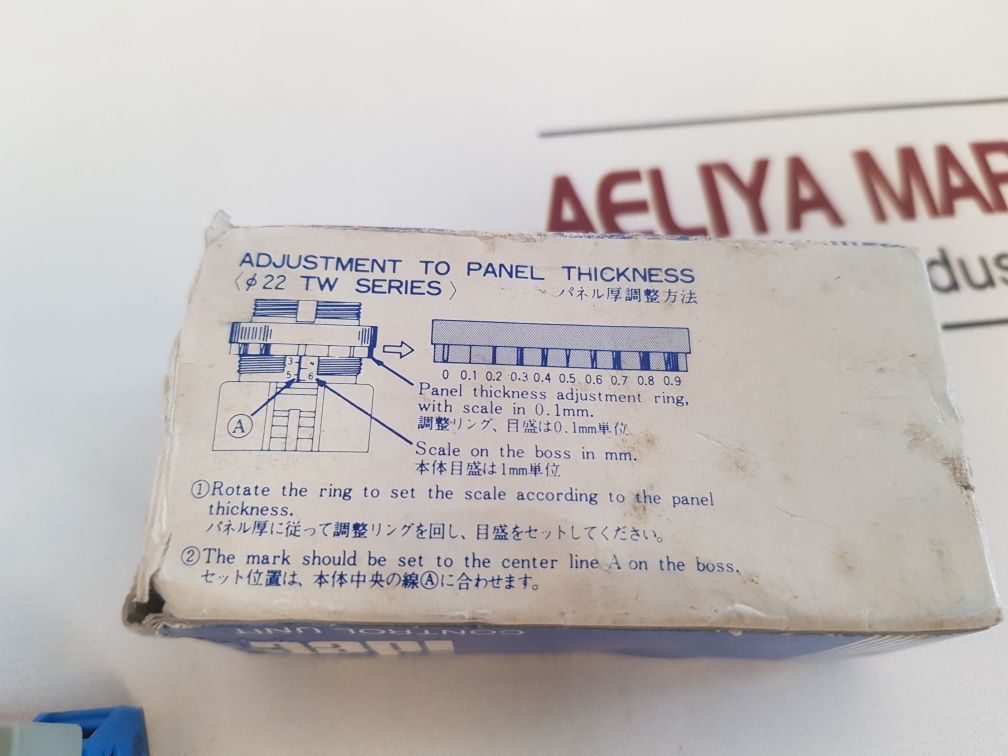 AELIYA MAR
dus
ADJUSTMENT TO PANEL THICKNESS
〈φ22 TW SERIES〉
パネル厚調整方法
3 4
5 6
A
0 0.1 0.2 0.3 0.4 0.5 0.6 0.7 0.8 0.9
Panel thickness adjustment ring,
with scale in 0.1mm.
調整リング、目盛は0.1mm単位
Scale on the boss in mm.
本体目盛は1mm単位
①Rotate the ring to set the scale according to the panel
thickness.
パネル厚に従って調整リングを回し、目盛をセットしてください。
②The mark should be set to the center line A on the boss.
セット位置は、本体中央の線Ⓐに合わせます。
CONTROL UNIT
idec